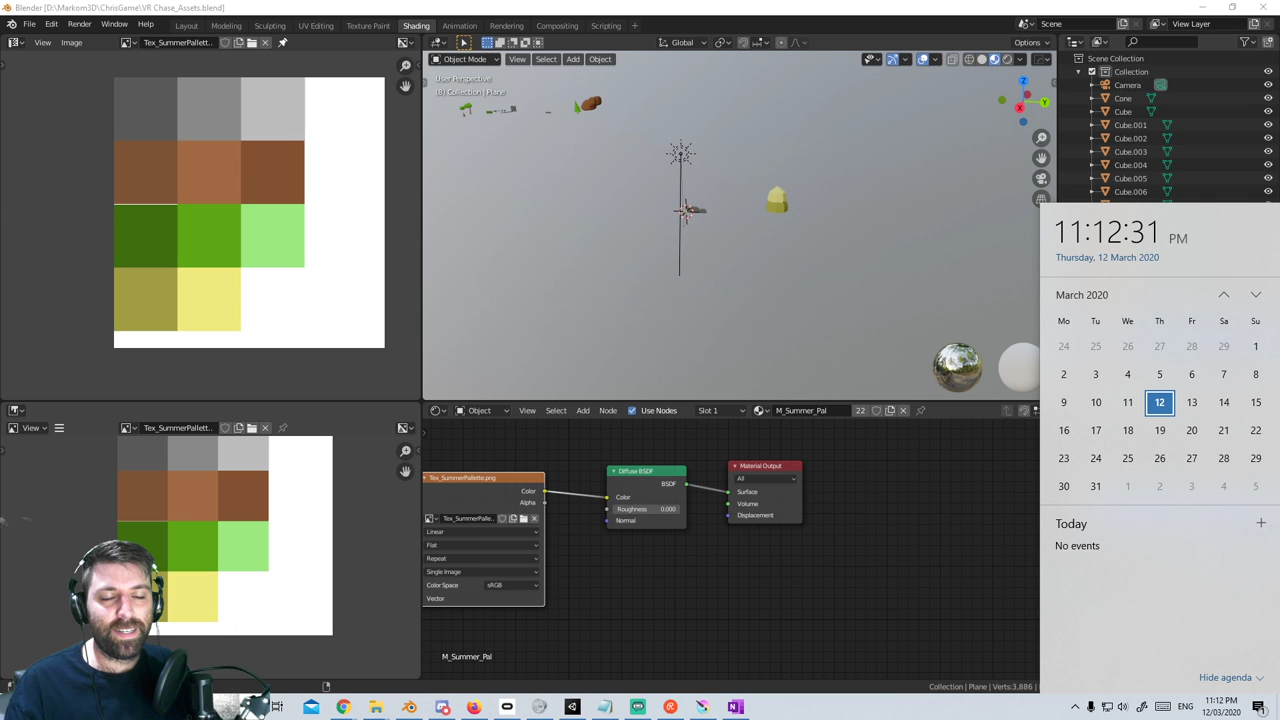 Blender [D:\Markom3D\ChrisGame\VR Chase_Assets.blend]
File Edit Render Window Help Layout Modeling Sculpting UV Editing Texture Paint Shading Animation Rendering Compositing Scripting Scene View Layer
View Image Tex_SummerPallett.. Global Options
Object Mode View Select Add Object
User Perspective
(8) Collection | Plane
Z
Y
X
Scene Collection
Collection
Camera
Cone
Cube
Cube.001
Cube.002
Cube.003
Cube.004
Cube.005
Cube.006
11:12:31 PM
Thursday, 12 March 2020
March 2020
Mo Tu We Th Fr Sa Su
24 25 26 27 28 29 1
2 3 4 5 6 7 8
9 10 11 12 13 14 15
16 17 18 19 20 21 22
23 24 25 26 27 28 29
30 31 1 2 3 4 5
Today
No events
Hide agenda
View Tex_SummerPallett..
Object View Select Add Node Use Nodes Slot 1 M_Summer_Pal 22
Tex_SummerPallette.png
Color
Alpha
Tex_SummerPalle..
Linear
Flat
Repeat
Single Image
Color Space sRGB
Vector
Diffuse BSDF
BSDF
Color
Roughness 0.000
Normal
Material Output
All
Surface
Volume
Displacement
M_Summer_Pal
Collection | Plane | Verts:3,886
ENG 11:12 PM
12/03/2020